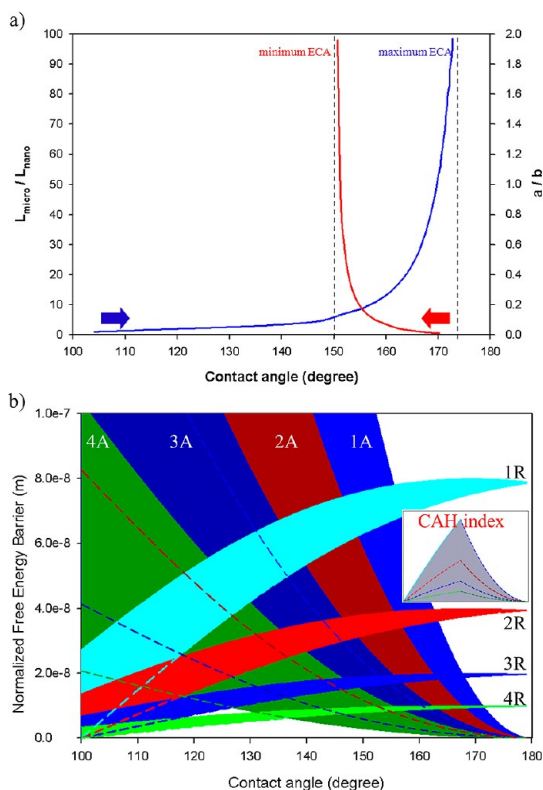 a)
100
90
80
70
60
50
40
30
20
10
0
L_micro / L_nano
minimum ECA
maximum ECA
2.0
1.8
1.6
1.4
1.2
1.0
0.8
0.6
0.4
0.2
0.0
a / b
100 110 120 130 140 150 160 170 180
Contact angle (degree)
b)
1.0e-7
8.0e-8
6.0e-8
4.0e-8
2.0e-8
0.0
Normalized Free Energy Barrier (m)
4A 3A 2A 1A
1R
CAH index
2R
3R
4R
100 110 120 130 140 150 160 170 180
Contact angle (degree)